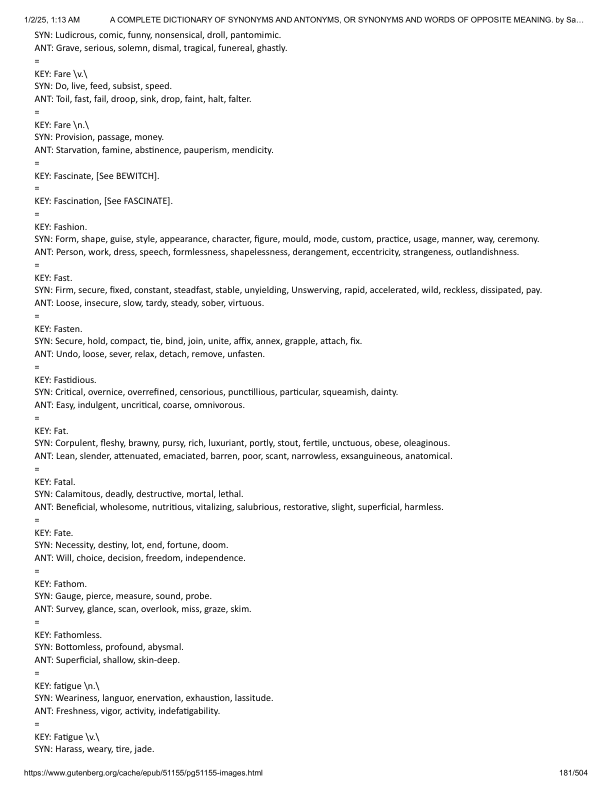 1/2/25, 1:13 AM A COMPLETE DICTIONARY OF SYNONYMS AND ANTONYMS, OR SYNONYMS AND WORDS OF OPPOSITE MEANING. by Sa…
SYN: Ludicrous, comic, funny, nonsensical, droll, pantomimic.
ANT: Grave, serious, solemn, dismal, tragical, funereal, ghastly.
=
KEY: Fare \v.\
SYN: Do, live, feed, subsist, speed.
ANT: Toil, fast, fail, droop, sink, drop, faint, halt, falter.
=
KEY: Fare \n.\
SYN: Provision, passage, money.
ANT: Starvation, famine, abstinence, pauperism, mendicity.
=
KEY: Fascinate, [See BEWITCH].
=
KEY: Fascination, [See FASCINATE].
=
KEY: Fashion.
SYN: Form, shape, guise, style, appearance, character, figure, mould, mode, custom, practice, usage, manner, way, ceremony.
ANT: Person, work, dress, speech, formlessness, shapelessness, derangement, eccentricity, strangeness, outlandishness.
=
KEY: Fast.
SYN: Firm, secure, fixed, constant, steadfast, stable, unyielding, Unswerving, rapid, accelerated, wild, reckless, dissipated, pay.
ANT: Loose, insecure, slow, tardy, steady, sober, virtuous.
=
KEY: Fasten.
SYN: Secure, hold, compact, tie, bind, join, unite, affix, annex, grapple, attach, fix.
ANT: Undo, loose, sever, relax, detach, remove, unfasten.
=
KEY: Fastidious.
SYN: Critical, overnice, overrefined, censorious, punctillious, particular, squeamish, dainty.
ANT: Easy, indulgent, uncritical, coarse, omnivorous.
=
KEY: Fat.
SYN: Corpulent, fleshy, brawny, pursy, rich, luxuriant, portly, stout, fertile, unctuous, obese, oleaginous.
ANT: Lean, slender, attenuated, emaciated, barren, poor, scant, narrowless, exsanguineous, anatomical.
=
KEY: Fatal.
SYN: Calamitous, deadly, destructive, mortal, lethal.
ANT: Beneficial, wholesome, nutritious, vitalizing, salubrious, restorative, slight, superficial, harmless.
=
KEY: Fate.
SYN: Necessity, destiny, lot, end, fortune, doom.
ANT: Will, choice, decision, freedom, independence.
=
KEY: Fathom.
SYN: Gauge, pierce, measure, sound, probe.
ANT: Survey, glance, scan, overlook, miss, graze, skim.
=
KEY: Fathomless.
SYN: Bottomless, profound, abysmal.
ANT: Superficial, shallow, skin-deep.
=
KEY: fatigue \n.\
SYN: Weariness, languor, enervation, exhaustion, lassitude.
ANT: Freshness, vigor, activity, indefatigability.
=
KEY: Fatigue \v.\
SYN: Harass, weary, tire, jade.
https://www.gutenberg.org/cache/epub/51155/pg51155-images.html 181/504